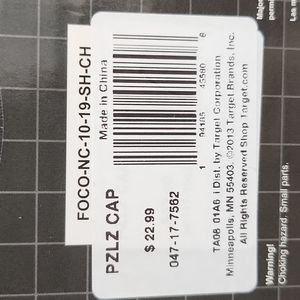 FOCO-NC-10-19-SH-CH
Made in China
PZLZ CAP
$ 22.99
047-17-7562
TA08 01A6 1 Dist. by Target Corporation
Minneapolis, MN 55403. ©2013 Target Brands, Inc.
All Rights Reserved Shop Target.com
Warning!
Choking hazard. Small parts.
Major